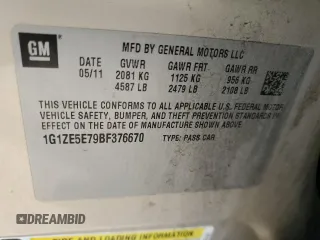 GM
MFD BY GENERAL MOTORS LLC
DATE GVWR GAWR FRT GAWR RR
05/11 2081 KG 1125 KG 956 KG
4587 LB 2479 LB 2108 LB
THIS VEHICLE CONFORMS TO ALL APPLICABLE U.S. FEDERAL MOTOR
VEHICLE SAFETY, BUMPER, AND THEFT PREVENTION STANDARDS
IN EFFECT ON THE DATE OF MANUFACTURE SHOWN ABOVE.
1G1ZE5E79BF376670 TYPE: PASS CAR
INFORMATION
AUTOBIDCAR